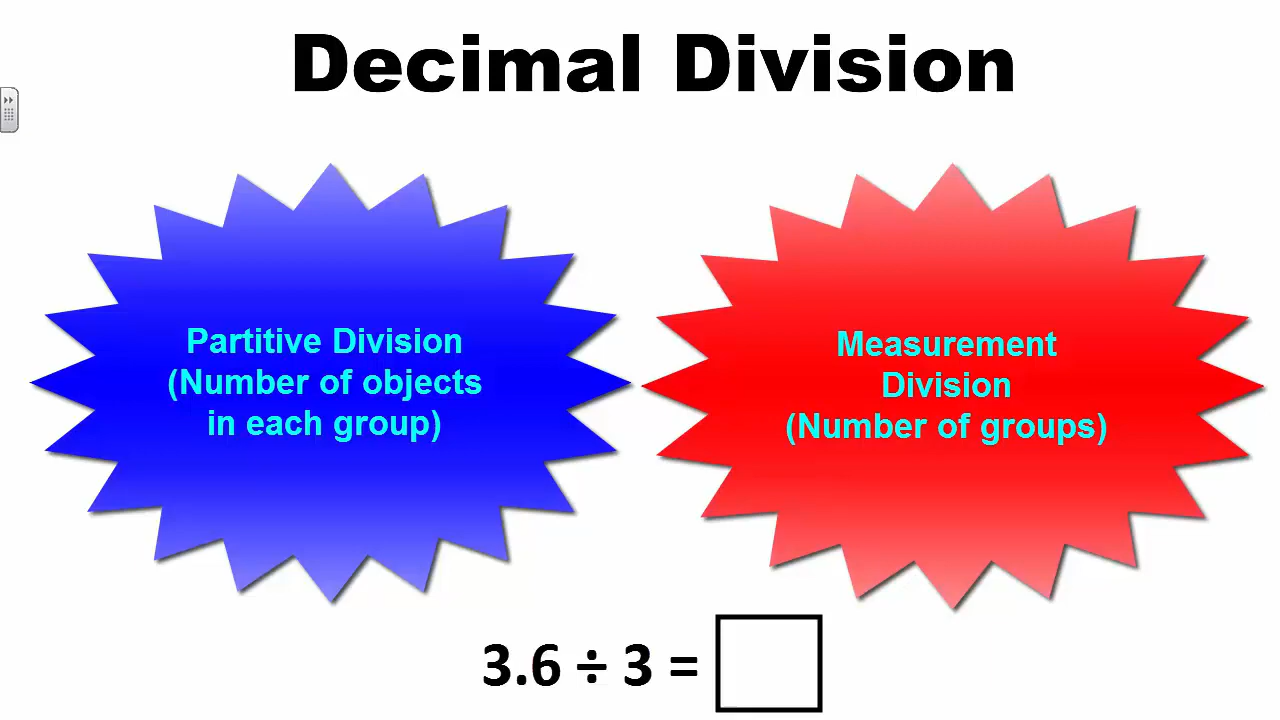 Decimal Division
Partitive Division
(Number of objects
in each group)
Measurement
Division
(Number of groups)
3.6 ÷ 3 =